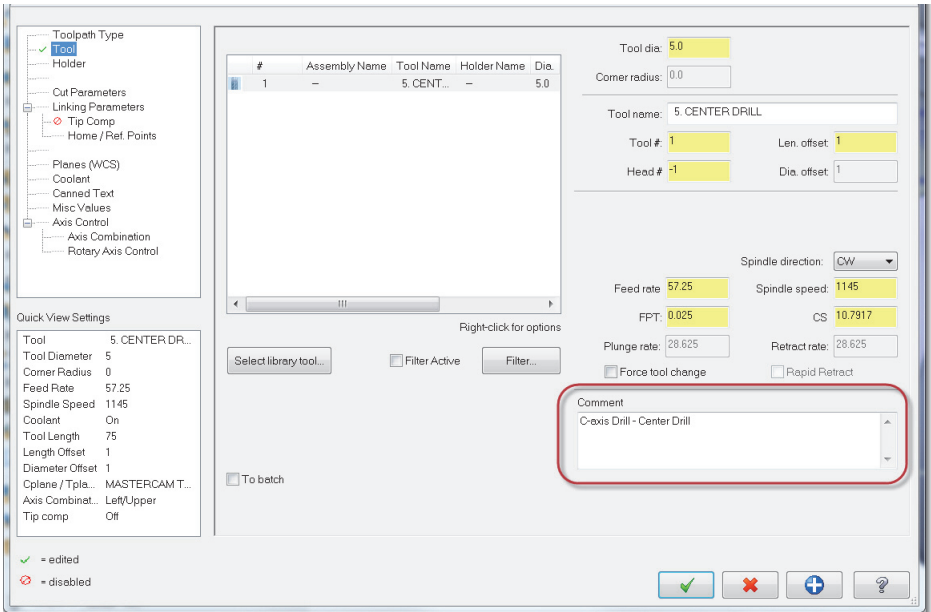 Toolpath Type
Tool
Holder
Cut Parameters
Linking Parameters
Tip Comp
Home / Ref. Points
Planes (WCS)
Coolant
Canned Text
Misc Values
Axis Control
Axis Combination
Rotary Axis Control
Quick View Settings
Tool 5. CENTER DR...
Tool Diameter 5
Corner Radius 0
Feed Rate 57.25
Spindle Speed 1145
Coolant On
Tool Length 75
Length Offset 1
Diameter Offset 1
Cplane / Tpla... MASTERCAM T...
Axis Combinat... Left/Upper
Tip comp Off
= edited
= disabled
# Assembly Name Tool Name Holder Name Dia.
1 – 5. CENT... – 5.0
Right-click for options
Select library tool... Filter Active Filter...
To batch
Tool dia: 5.0
Corner radius: 0.0
Tool name: 5. CENTER DRILL
Tool #: 1 Len. offset: 1
Head # -1 Dia. offset: 1
Spindle direction: CW
Feed rate: 57.25 Spindle speed: 1145
FPT: 0.025 CS 10.7917
Plunge rate: 28.625 Retract rate: 28.625
Force tool change Rapid Retract
Comment
C-axis Drill - Center Drill